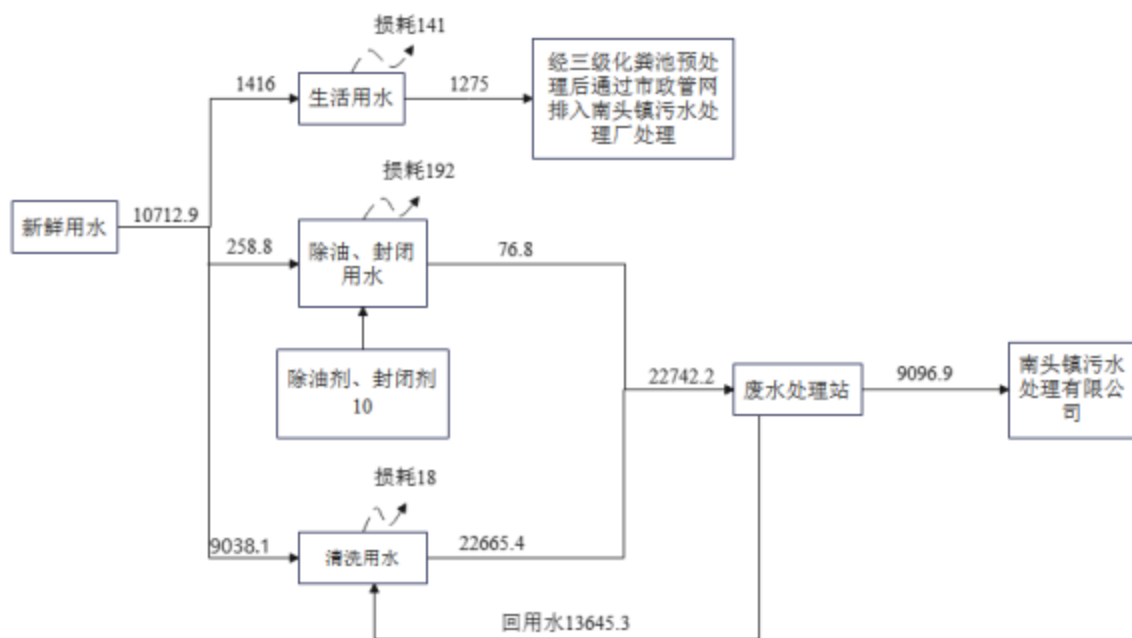 损耗141
1416
生活用水
1275
经三级化粪池预处
理后通过市政管网
排入南头镇污水处
理厂处理
损耗192
新鲜用水
10712.9
258.8
除油、封闭
用水
76.8
除油剂、封闭剂
10
22742.2
废水处理站
9096.9
南头镇污水
处理有限公
司
损耗18
9038.1
清洗用水
22665.4
回用水13645.3